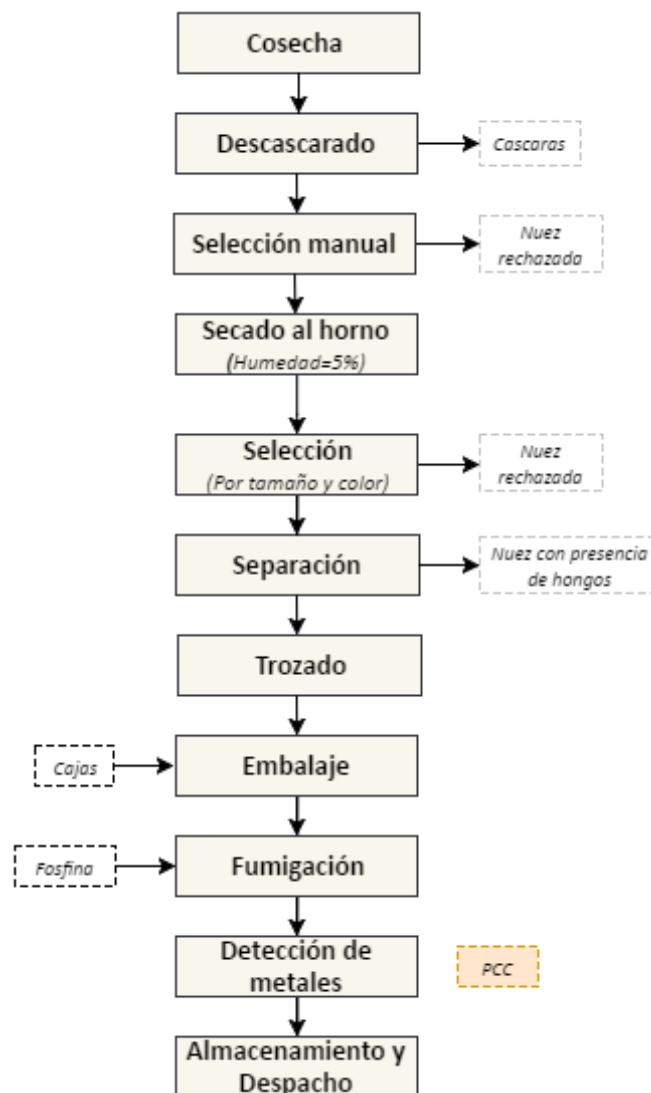 Cosecha
Descascarado
Cascaras
Selección manual
Nuez
rechazada
Secado al horno
(Humedad=5%)
Selección
(Por tamaño y color)
Nuez
rechazada
Separación
Nuez con presencia
de hongos
Trozado
Cajas
Embalaje
Fosfina
Fumigación
Detección de
metales
PCC
Almacenamiento y
Despacho